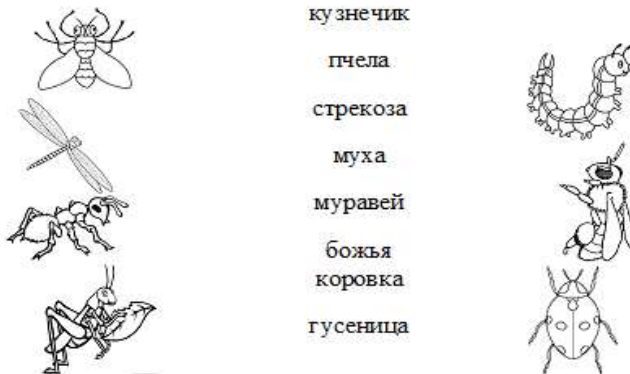 кузнечик
пчела
стрекоза
муха
муравей
божья
коровка
гусеница